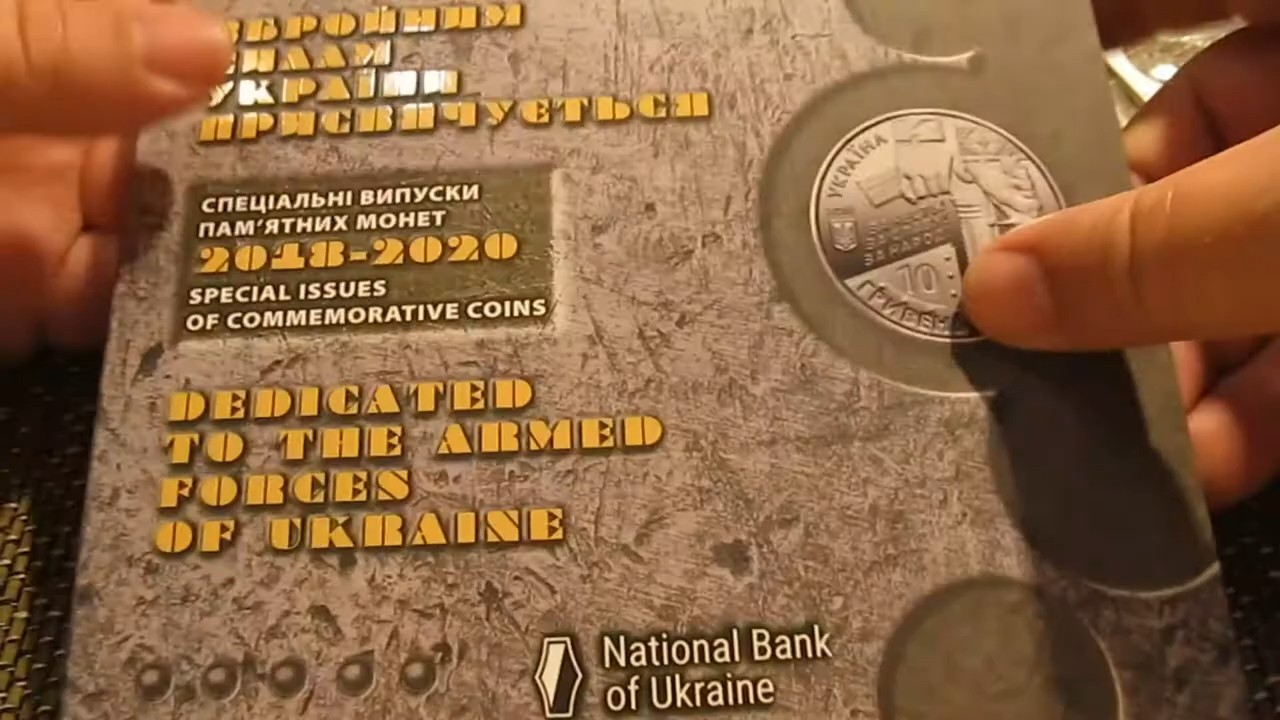 ЗБРОЙНИМ
СИЛАМ
УКРАЇНИ
ПРИСВЯЧУЄТЬСЯ
СПЕЦІАЛЬНІ ВИПУСКИ
ПАМ'ЯТНИХ МОНЕТ
2018-2020
SPECIAL ISSUES
OF COMMEMORATIVE COINS
DEDICATED
TO THE ARMED
FORCES
OF UKRAINE
National Bank
of Ukraine
УКРАЇНА
10